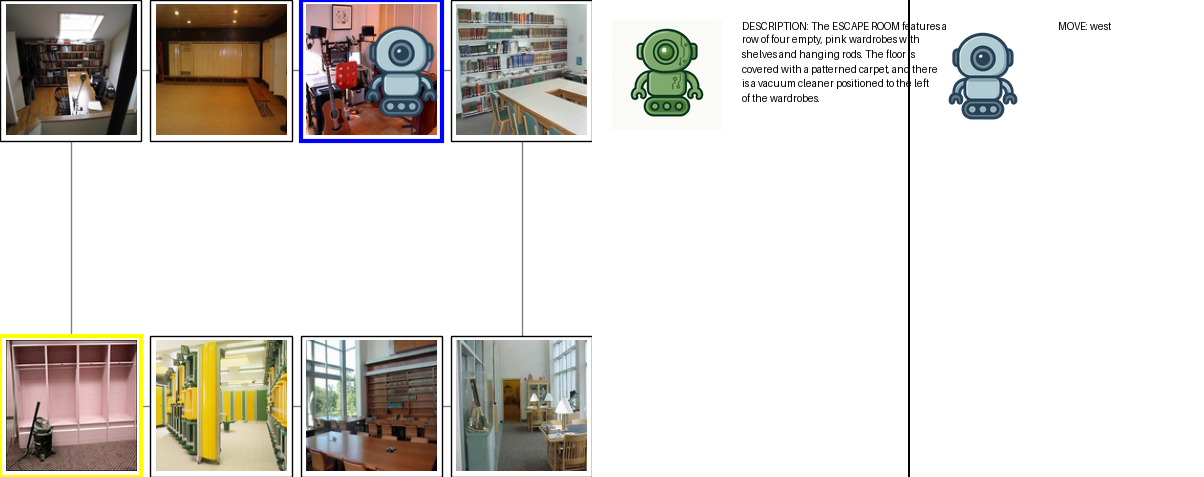 DESCRIPTION: The ESCAPE ROOM features a
row of four empty, pink wardrobes with
shelves and hanging rods. The floor is
covered with a patterned carpet, and there
is a vacuum cleaner positioned to the left
of the wardrobes.
MOVE: west